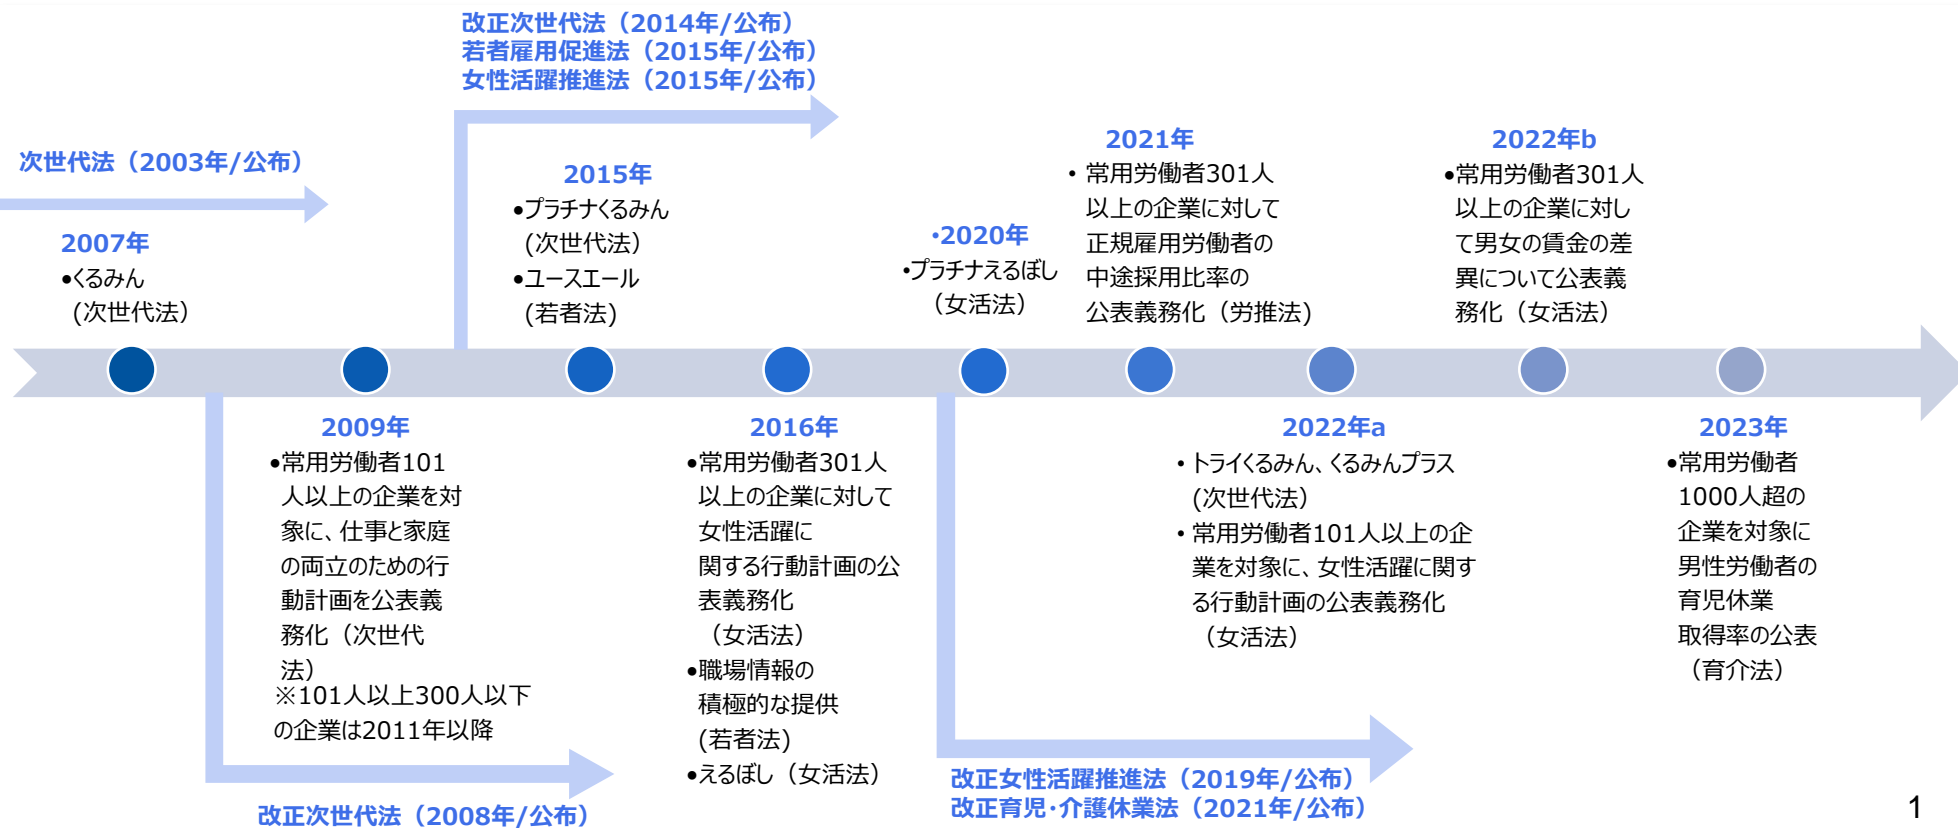 改正次世代法（2014年/公布）
若者雇用促進法（2015年/公布）
女性活躍推進法（2015年/公布）
次世代法（2003年/公布）
2007年
•くるみん
(次世代法）
2015年
•プラチナくるみん
(次世代法）
•ユースエール
(若者法)
•2020年
•プラチナえるぼし
（女活法）
2021年
• 常用労働者301人
以上の企業に対して
正規雇用労働者の
中途採用比率の
公表義務化（労推法)
2022年b
•常用労働者301人
以上の企業に対し
て男女の賃金の差
異について公表義
務化（女活法）
2009年
•常用労働者101
人以上の企業を対
象に、仕事と家庭
の両立のための行
動計画を公表義
務化（次世代
法）
※101人以上300人以下
の企業は2011年以降
改正次世代法（2008年/公布）
2016年
•常用労働者301人
以上の企業に対して
女性活躍に
関する行動計画の公
表義務化
（女活法）
•職場情報の
積極的な提供
(若者法)
•えるぼし（女活法）
2022年a
• トライくるみん、くるみんプラス
(次世代法）
• 常用労働者101人以上の企
業を対象に、女性活躍に関す
る行動計画の公表義務化
（女活法）
改正女性活躍推進法（2019年/公布）
改正育児･介護休業法（2021年/公布）
2023年
•常用労働者
1000人超の
企業を対象に
男性労働者の
育児休業
取得率の公表
（育介法）
1